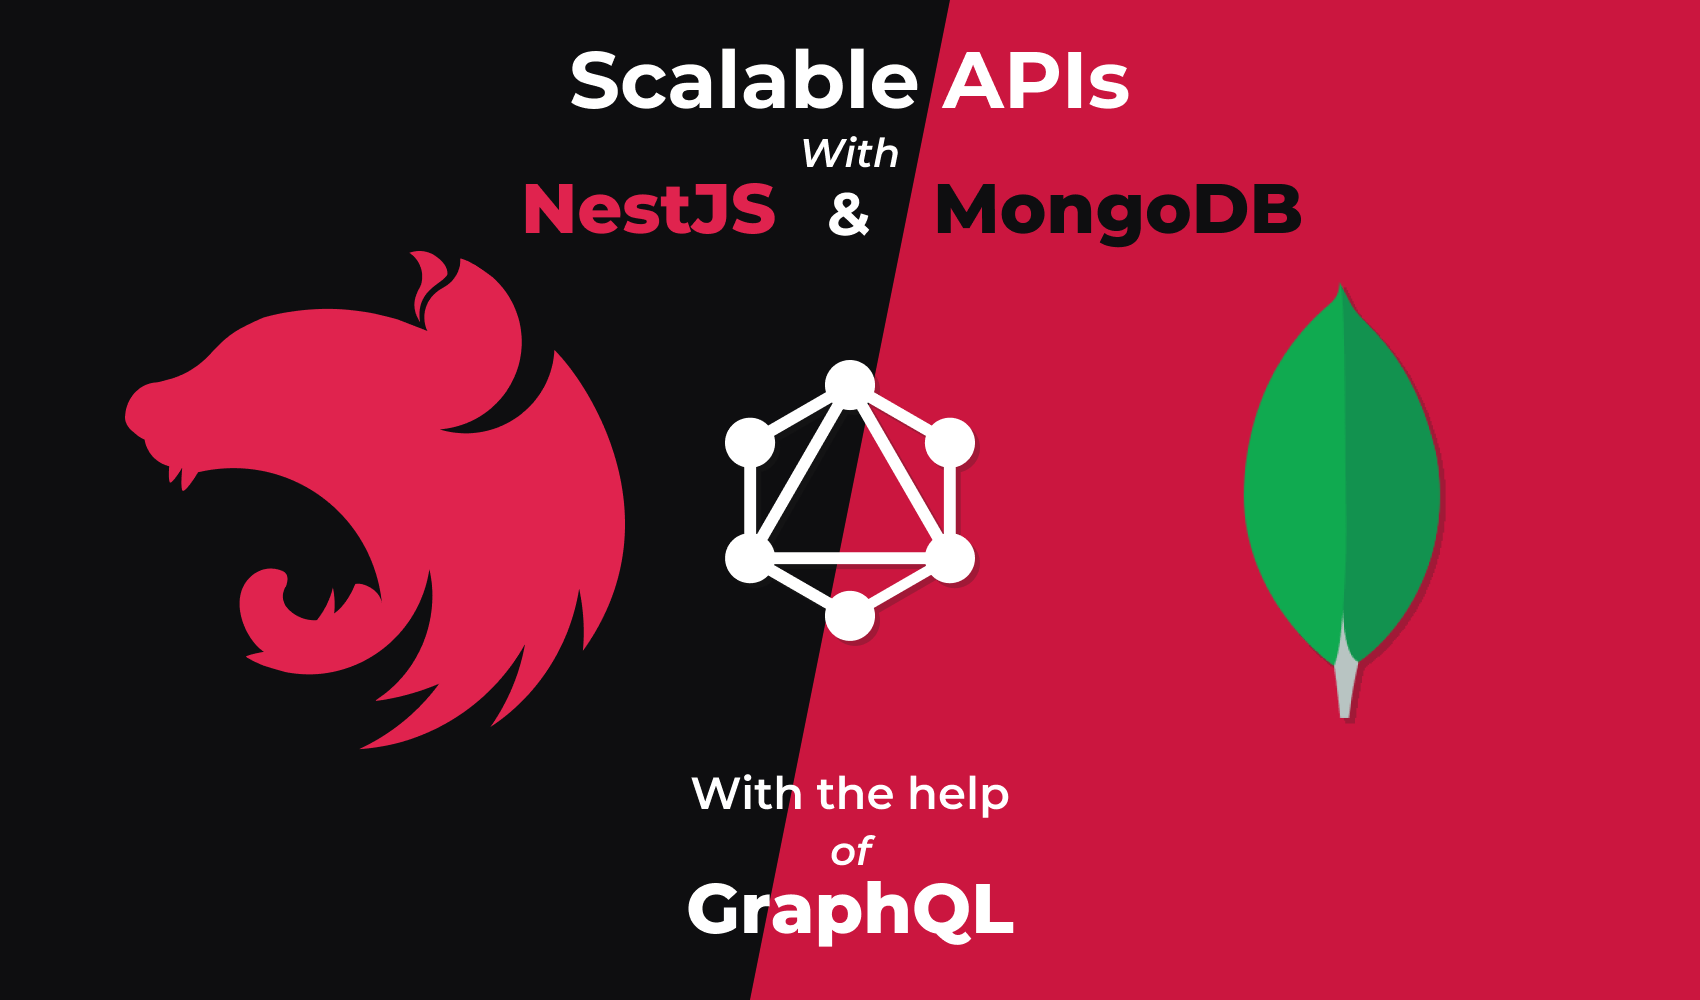 Scalable APIs
With
NestJS & MongoDB
With the help
of
GraphQL